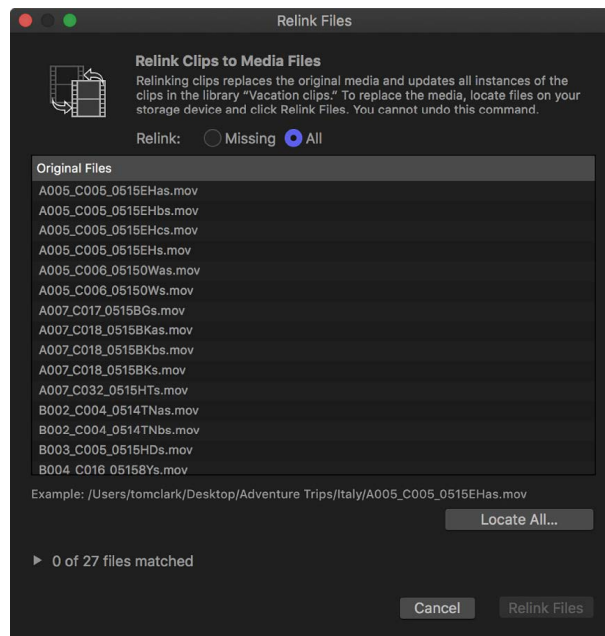 Relink Files
Relink Clips to Media Files
Relinking clips replaces the original media and updates all instances of the
clips in the library “Vacation clips.” To replace the media, locate files on your
storage device and click Relink Files. You cannot undo this command.
Relink: Missing All
Original Files
A005_C005_0515EHas.mov
A005_C005_0515EHbs.mov
A005_C005_0515EHcs.mov
A005_C005_0515EHs.mov
A005_C006_05150Was.mov
A005_C006_05150Ws.mov
A007_C017_0515BGs.mov
A007_C018_0515BKas.mov
A007_C018_0515BKbs.mov
A007_C018_0515BKs.mov
A007_C032_0515HTs.mov
B002_C004_0514TNas.mov
B002_C004_0514TNbs.mov
B003_C005_0515HDs.mov
B004_C016_05158Ys.mov
Example: /Users/tomclark/Desktop/Adventure Trips/Italy/A005_C005_0515EHas.mov
Locate All...
0 of 27 files matched
Cancel Relink Files